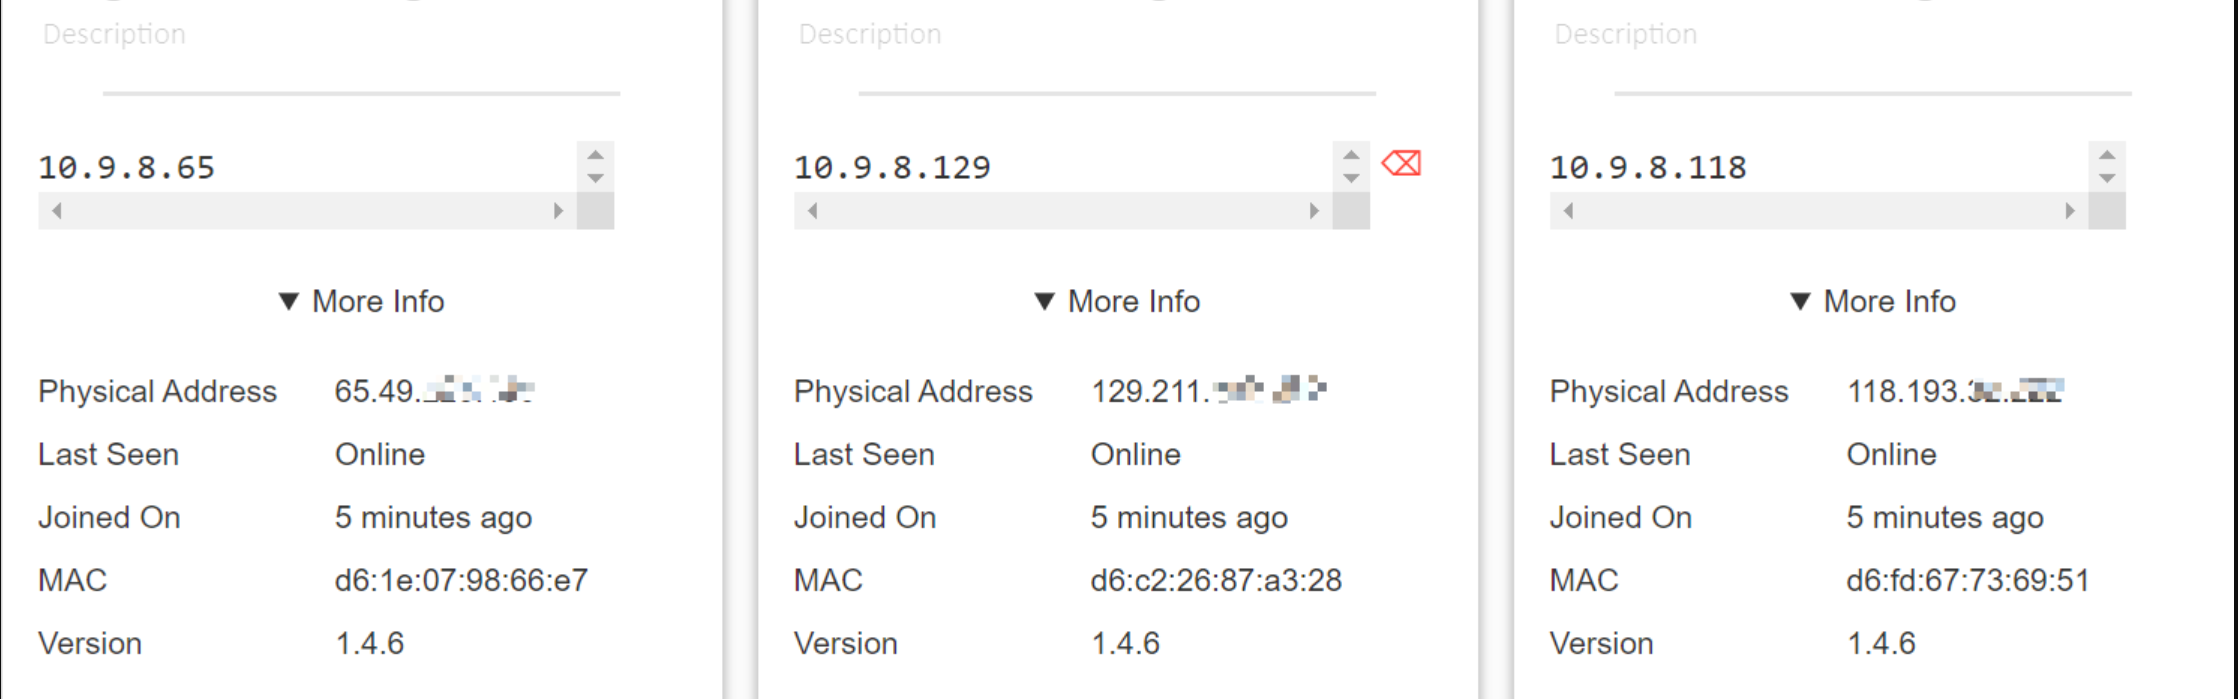 Description
10.9.8.65
▼ More Info
Physical Address 65.49.
Last Seen Online
Joined On 5 minutes ago
MAC d6:1e:07:98:66:e7
Version 1.4.6
Description
10.9.8.129
▼ More Info
Physical Address 129.211.
Last Seen Online
Joined On 5 minutes ago
MAC d6:c2:26:87:a3:28
Version 1.4.6
Description
10.9.8.118
▼ More Info
Physical Address 118.193.
Last Seen Online
Joined On 5 minutes ago
MAC d6:fd:67:73:69:51
Version 1.4.6